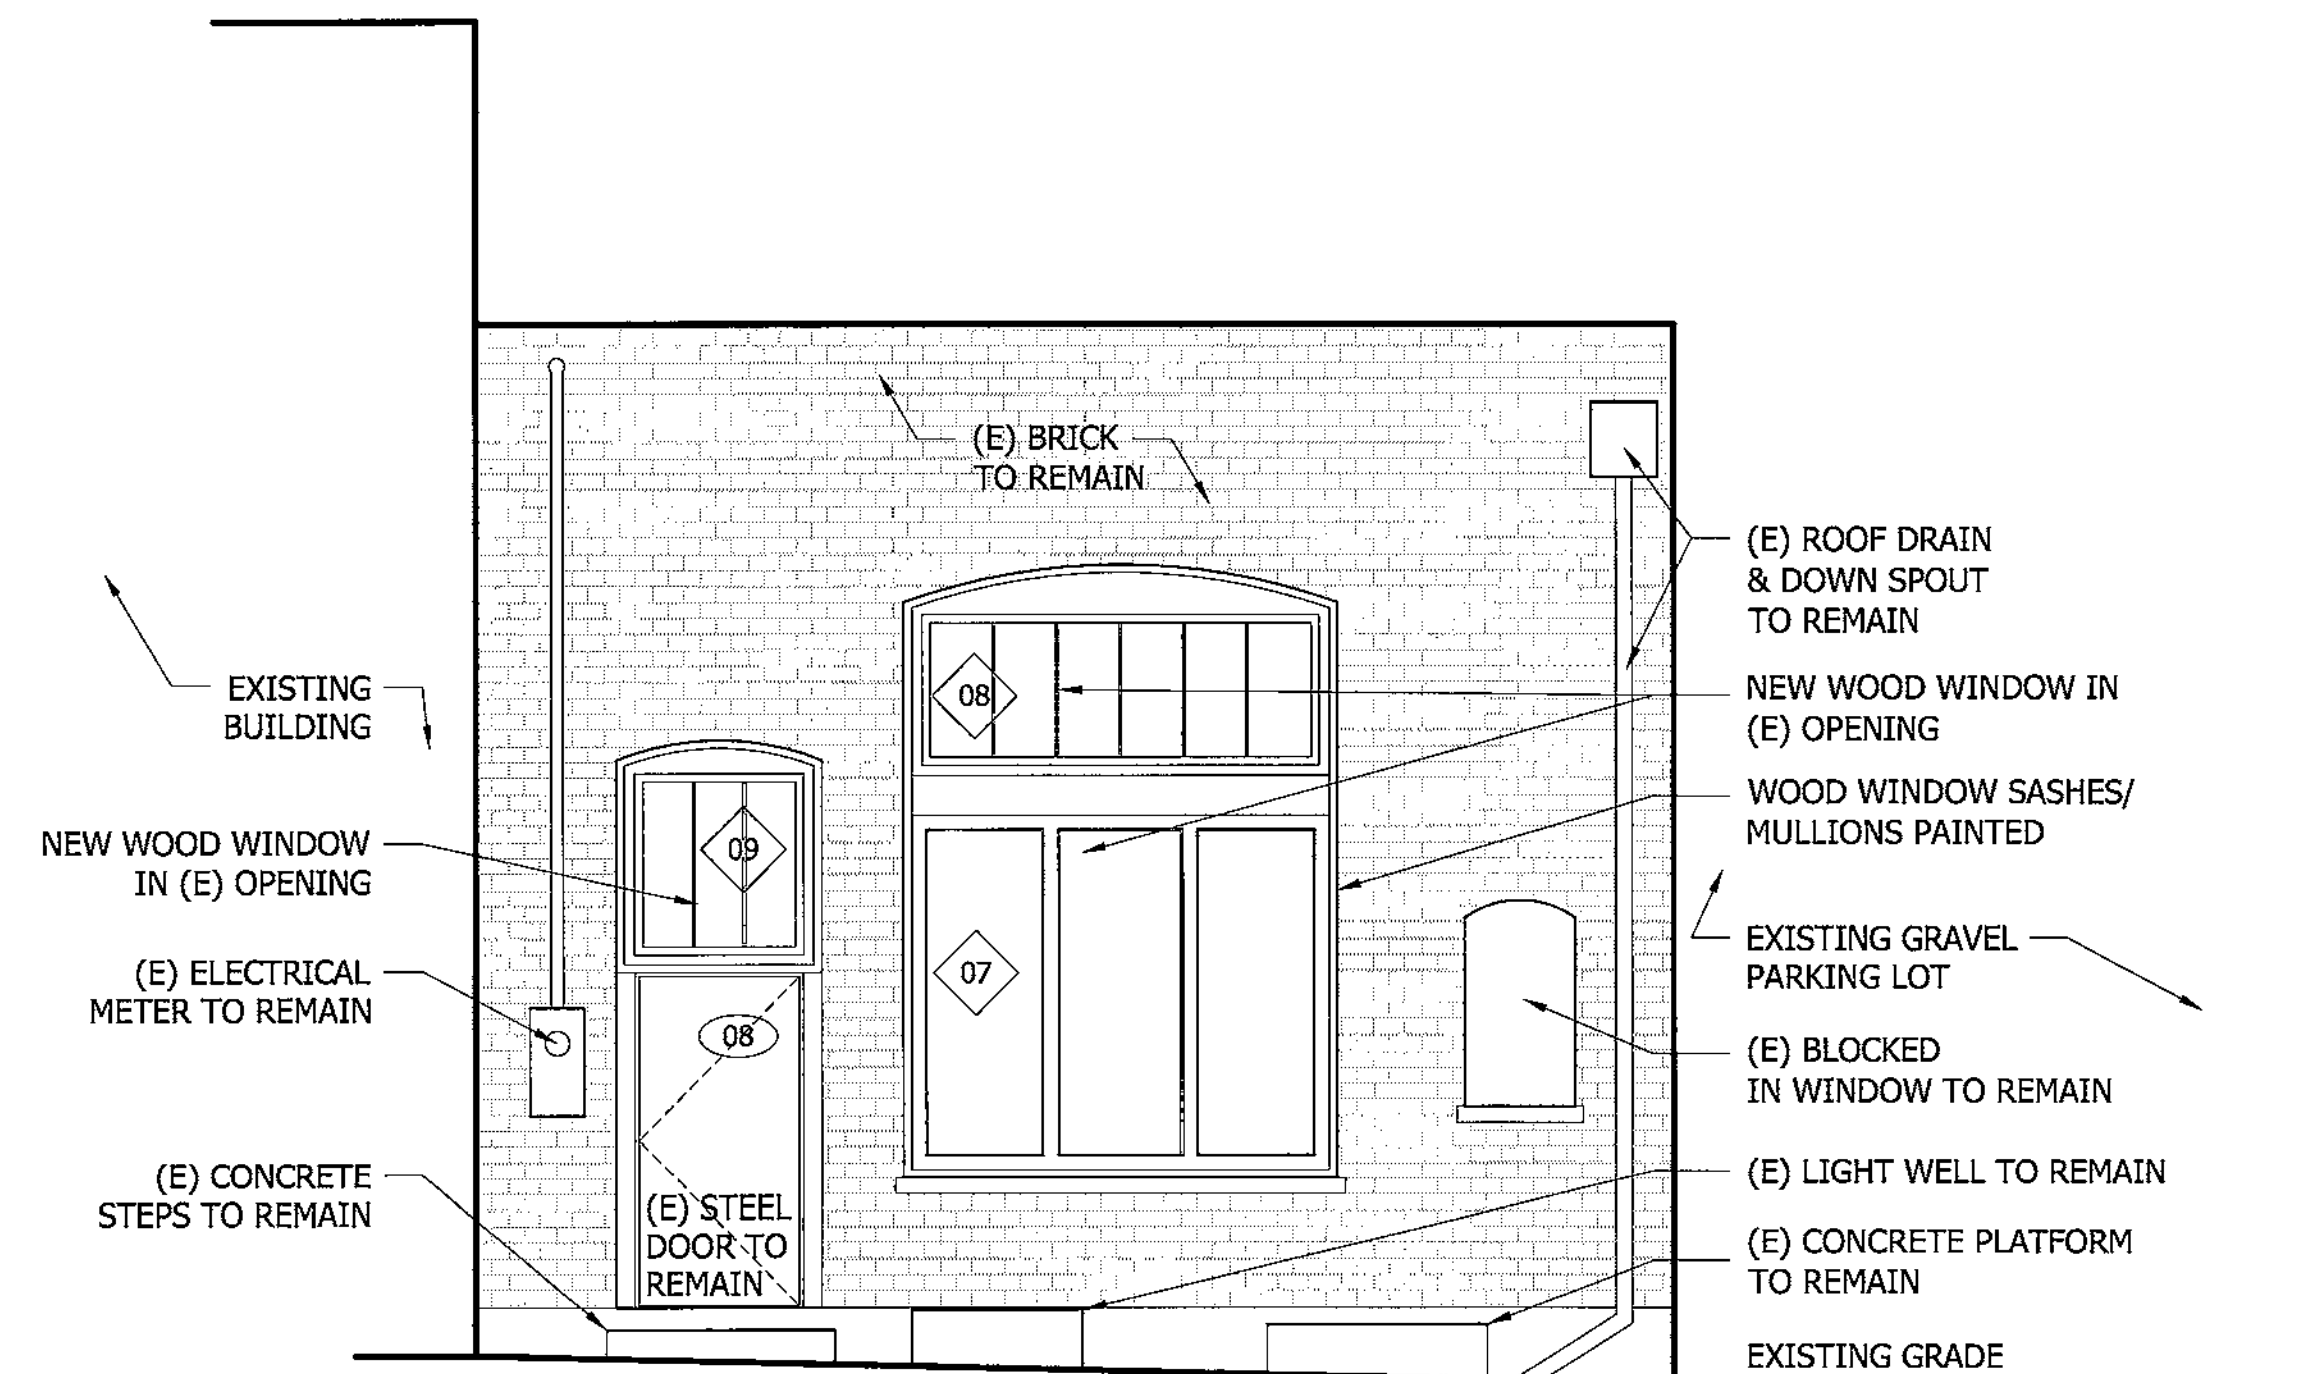 (E) BRICK
TO REMAIN
(E) ROOF DRAIN
& DOWN SPOUT
TO REMAIN
EXISTING
BUILDING
08
NEW WOOD WINDOW IN
(E) OPENING
WOOD WINDOW SASHES/
MULLIONS PAINTED
NEW WOOD WINDOW
IN (E) OPENING
09
EXISTING GRAVEL
PARKING LOT
(E) ELECTRICAL
METER TO REMAIN
07
08
(E) BLOCKED
IN WINDOW TO REMAIN
(E) CONCRETE
STEPS TO REMAIN
(E) STEEL
DOOR TO
REMAIN
(E) LIGHT WELL TO REMAIN
(E) CONCRETE PLATFORM
TO REMAIN
EXISTING GRADE